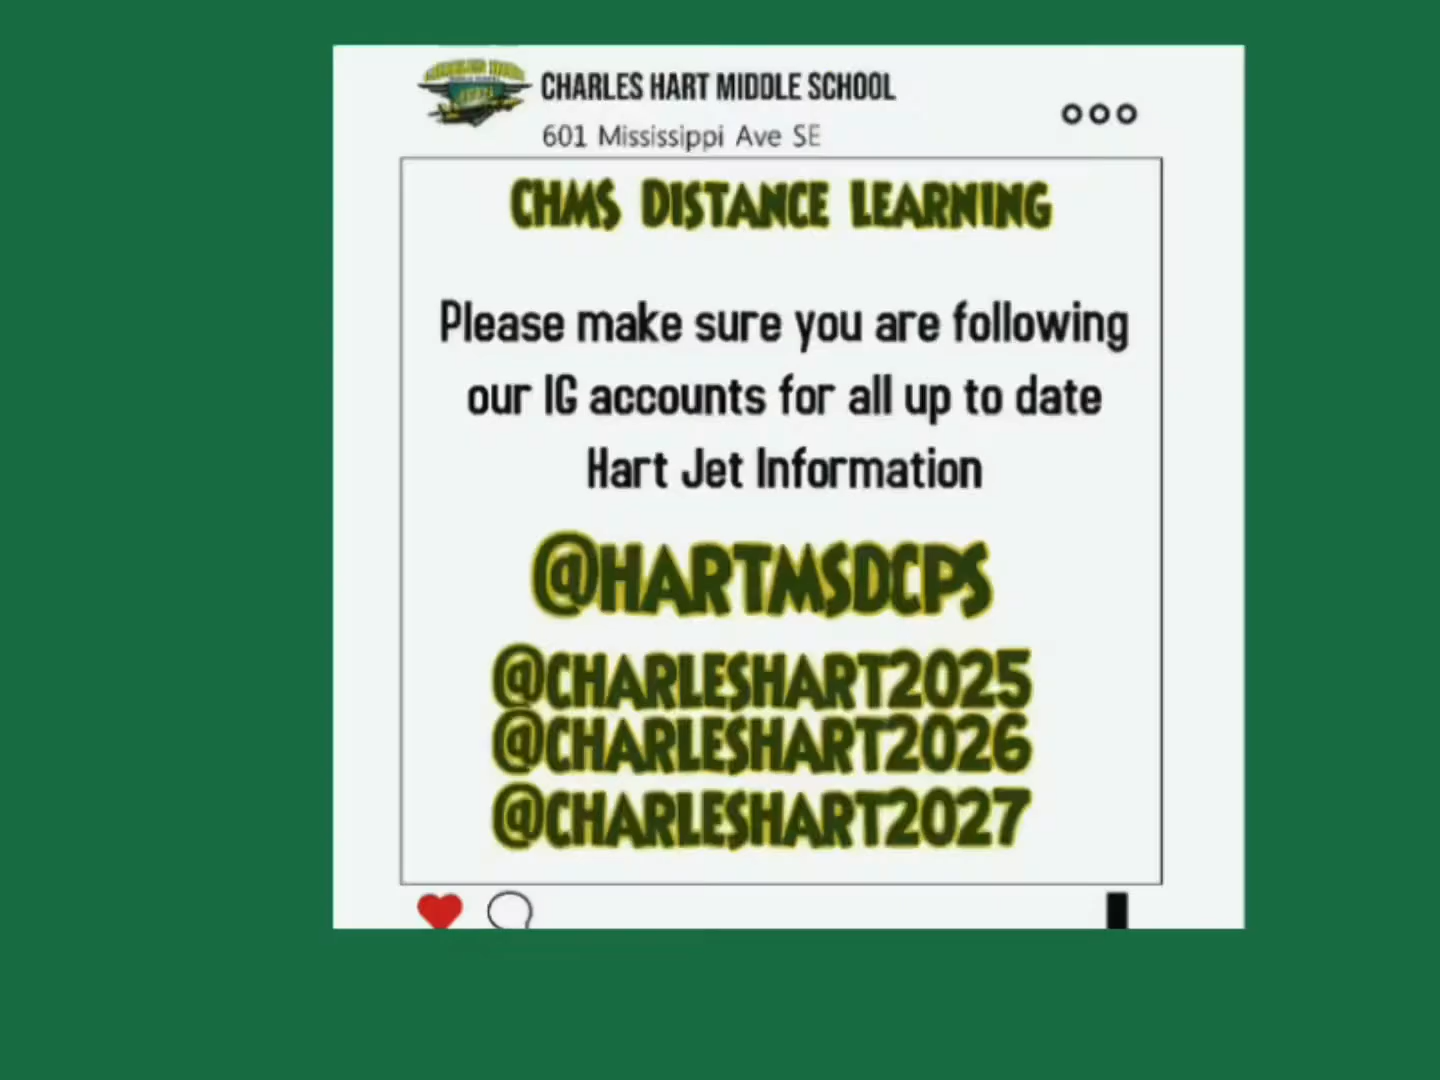 CHARLES HART MIDDLE SCHOOL
601 Mississippi Ave SE
CHMS DISTANCE LEARNING
Please make sure you are following
our IG accounts for all up to date
Hart Jet Information
@HARTMSDCPS
@CHARLESHART2025
@CHARLESHART2026
@CHARLESHART2027